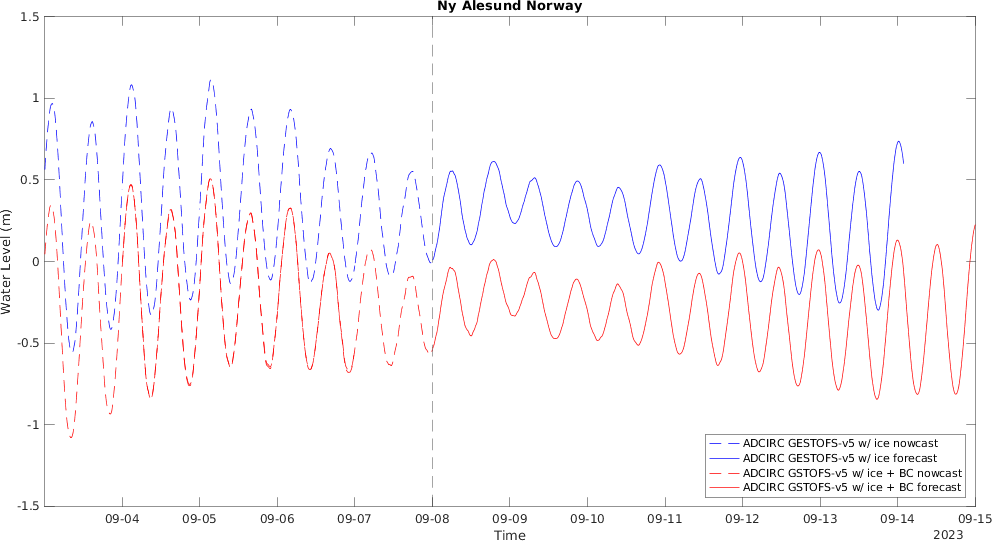 Ny Alesund Norway
1.5
1
0.5
0
-0.5
-1
-1.5
Water Level (m)
09-04 09-05 09-06 09-07 09-08 09-09 09-10 09-11 09-12 09-13 09-14 09-15
Time
2023
ADCIRC GESTOFS-v5 w/ ice nowcast
ADCIRC GESTOFS-v5 w/ ice forecast
ADCIRC GSTOFS-v5 w/ ice + BC nowcast
ADCIRC GSTOFS-v5 w/ ice + BC forecast